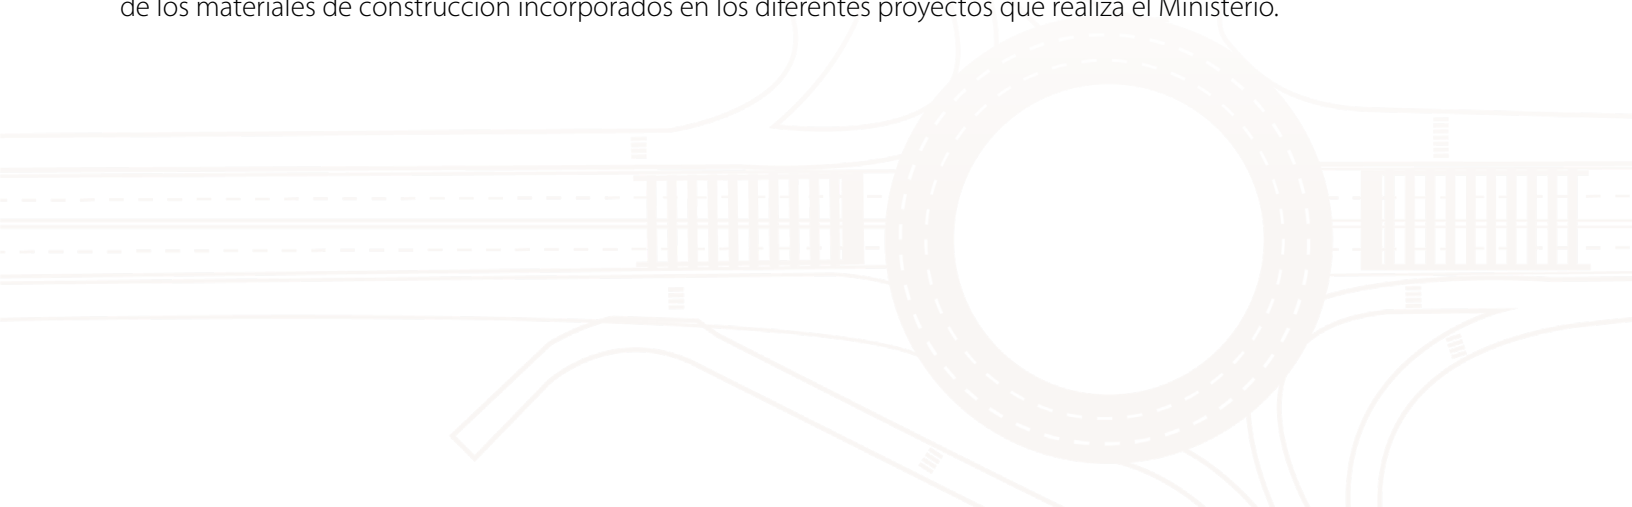 de los materiales de construcción incorporados en los diferentes proyectos que realiza el Ministerio.